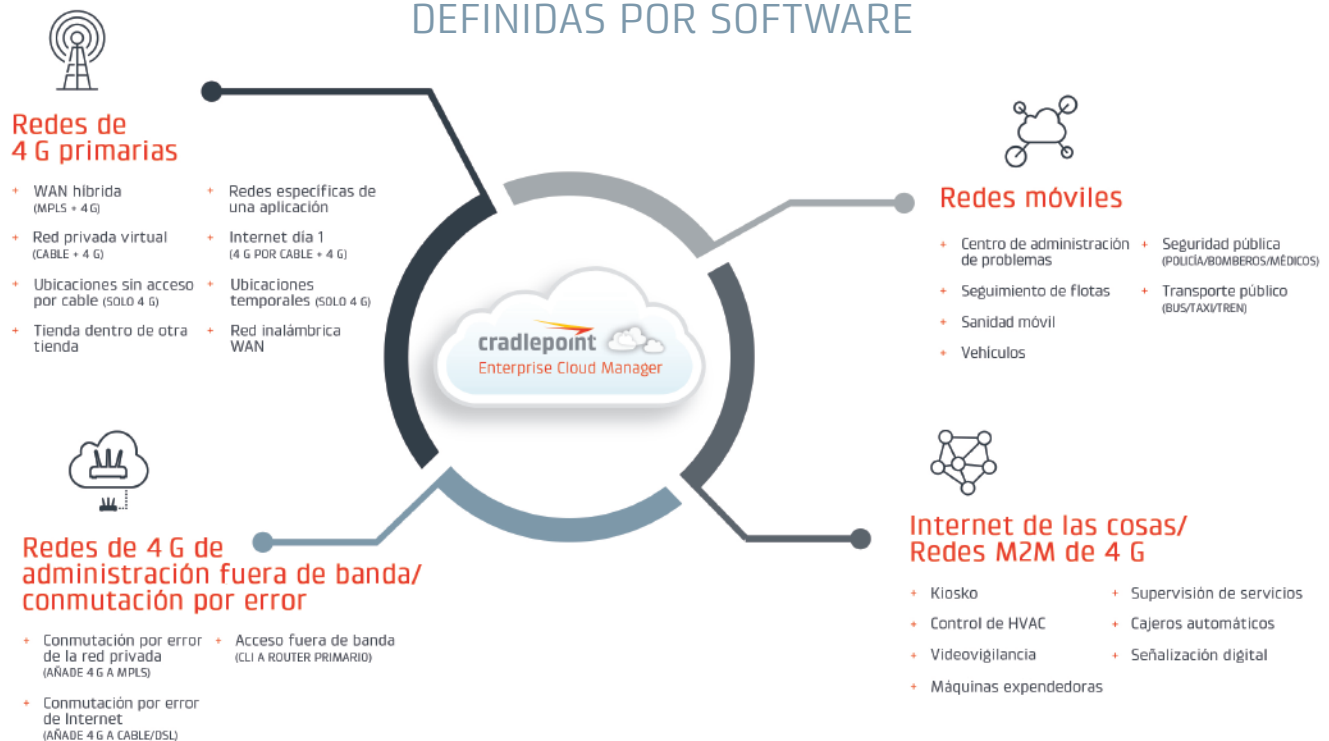 DEFINIDAS POR SOFTWARE
Redes de
4 G primarias
+ WAN híbrida
(MPLS + 4 G)
+ Red privada virtual
(CABLE + 4 G)
+ Ubicaciones sin acceso
por cable (SOLO 4 G)
+ Tienda dentro de otra
tienda
+ Redes específicas de
una aplicación
+ Internet día 1
(4 G POR CABLE + 4 G)
+ Ubicaciones
temporales (SOLO 4 G)
+ Red inalámbrica
WAN
Redes móviles
+ Centro de administración
de problemas
+ Seguimiento de flotas
+ Sanidad móvil
+ Vehículos
+ Seguridad pública
(POLICÍA/BOMBEROS/MÉDICOS)
+ Transporte público
(BUS/TAXI/TREN)
cradlepoint
Enterprise Cloud Manager
Redes de 4 G de
administración fuera de banda/
conmutación por error
+ Conmutación por error
de la red privada
(AÑADE 4 G A MPLS)
+ Conmutación por error
de Internet
(AÑADE 4 G A CABLE/DSL)
+ Acceso fuera de banda
(CLI A ROUTER PRIMARIO)
Internet de las cosas/
Redes M2M de 4 G
+ Kiosko
+ Control de HVAC
+ Videovigilancia
+ Máquinas expendedoras
+ Supervisión de servicios
+ Cajeros automáticos
+ Señalización digital